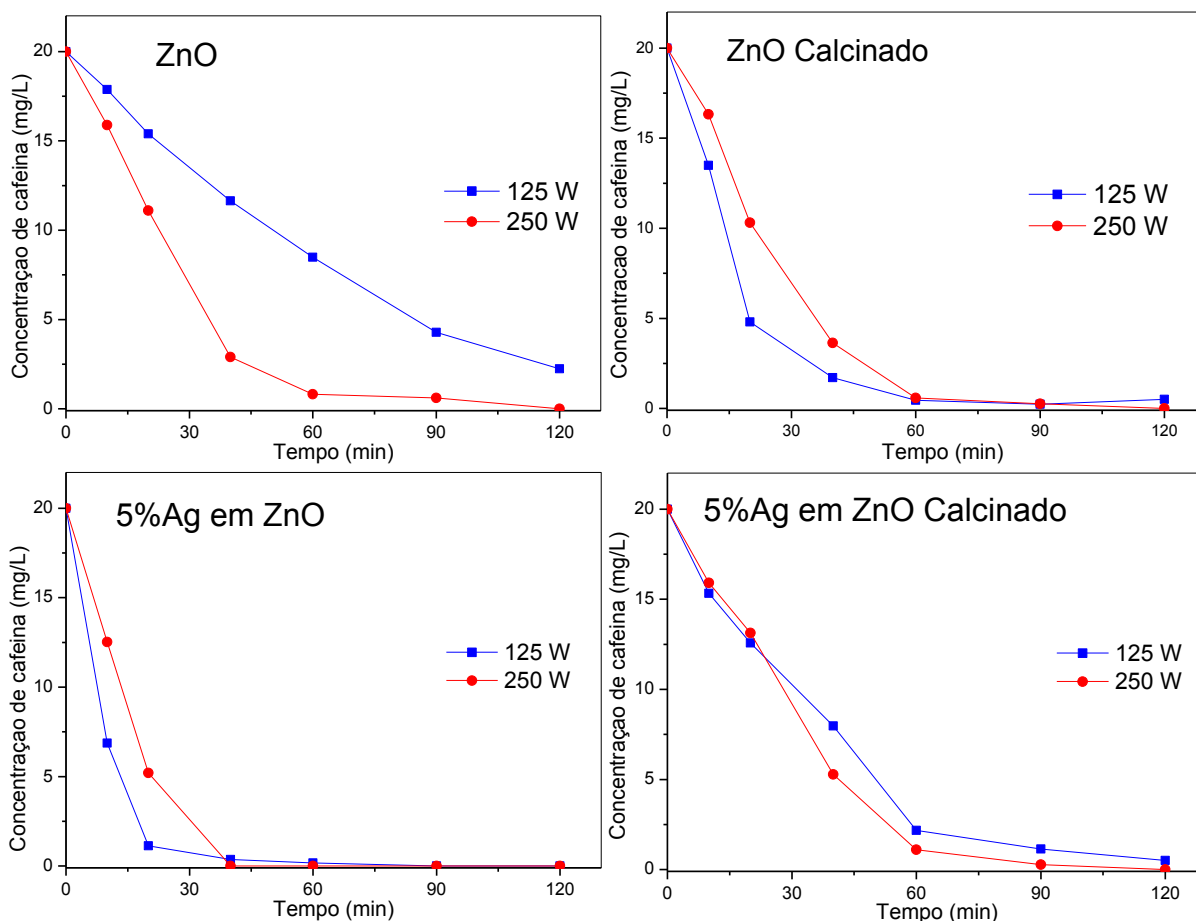 ZnO
Concentraçao de cafeina (mg/L)
20
15
10
5
0
125 W
250 W
0 30 60 90 120
Tempo (min)
ZnO Calcinado
Concentracao de cafeina (mg/L)
20
15
10
5
0
125 W
250 W
0 30 60 90 120
Tempo (min)
5%Ag em ZnO
Concentraçao de cafeina (mg/L)
20
15
10
5
0
125 W
250 W
0 30 60 90 120
Tempo (min)
5%Ag em ZnO Calcinado
Concentraçao de cafeina (mg/L)
20
15
10
5
0
125 W
250 W
0 30 60 90 120
Tempo (min)